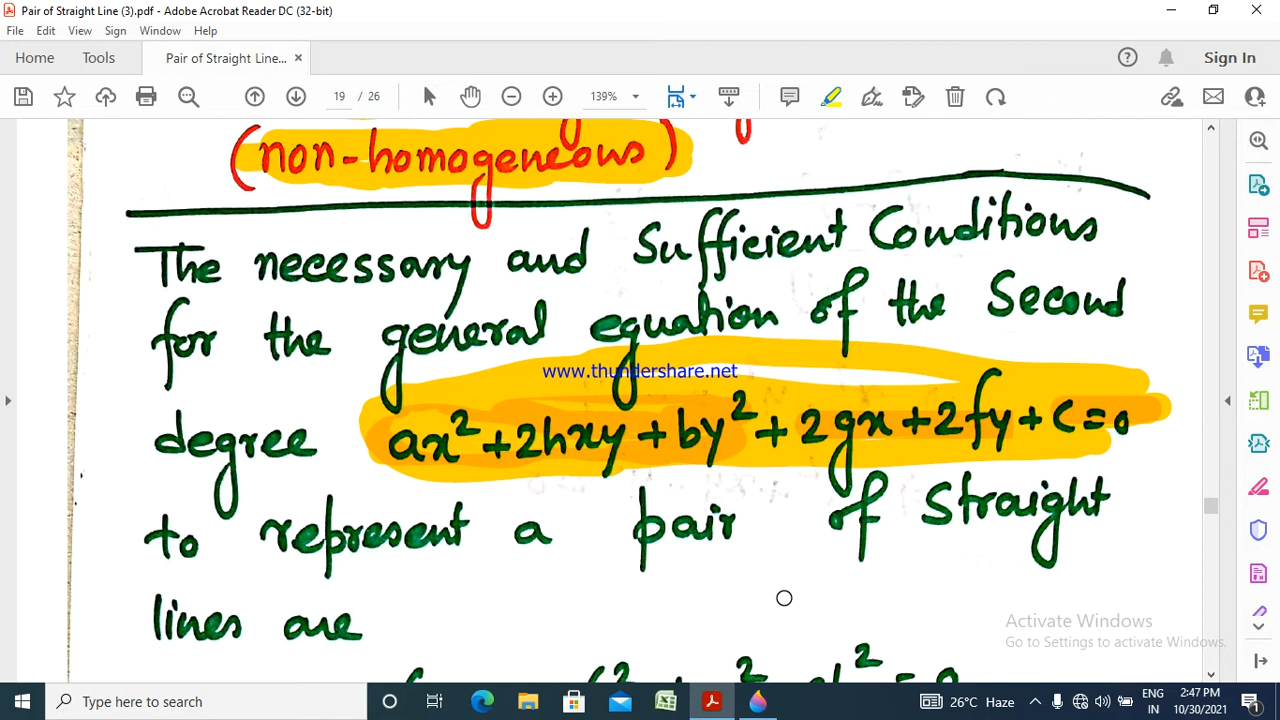 Pair of Straight Line (3).pdf - Adobe Acrobat Reader DC (32-bit)
File Edit View Sign Window Help
Home Tools Pair of Straight Line... × Sign In
19 / 26 139%
(non-homogeneous)
The necessary and Sufficient Conditions
for the general equation of the Second
www.thundershare.net
degree ax²+2hxy+by²+2gx+2fy+c=0
to represent a pair of Straight
lines are
Activate Windows
Go to Settings to activate Windows.
Type here to search
26°C Haze
ENG
IN
2:47 PM
10/30/2021
1